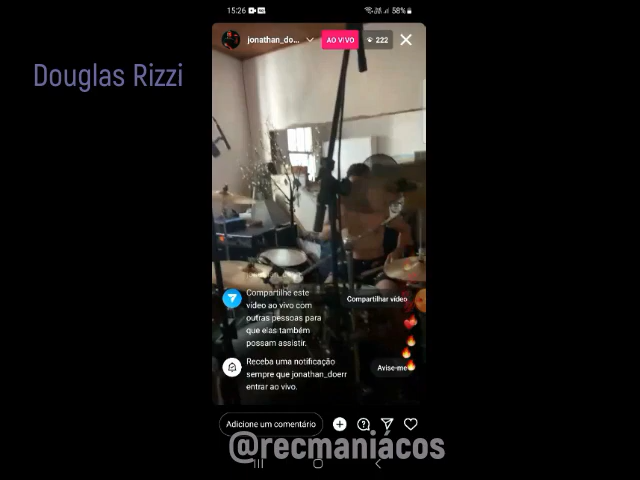 15:26
58%
jonathan_do...
AO VIVO
222
Douglas Rizzi
Compartilhe este
vídeo ao vivo com
outras pessoas para
que elas também
possam assistir.
Compartilhar vídeo
Receba uma notificação
sempre que jonathan_doerr
entrar ao vivo.
Avise-me
Adicione um comentário
@recmaniácos